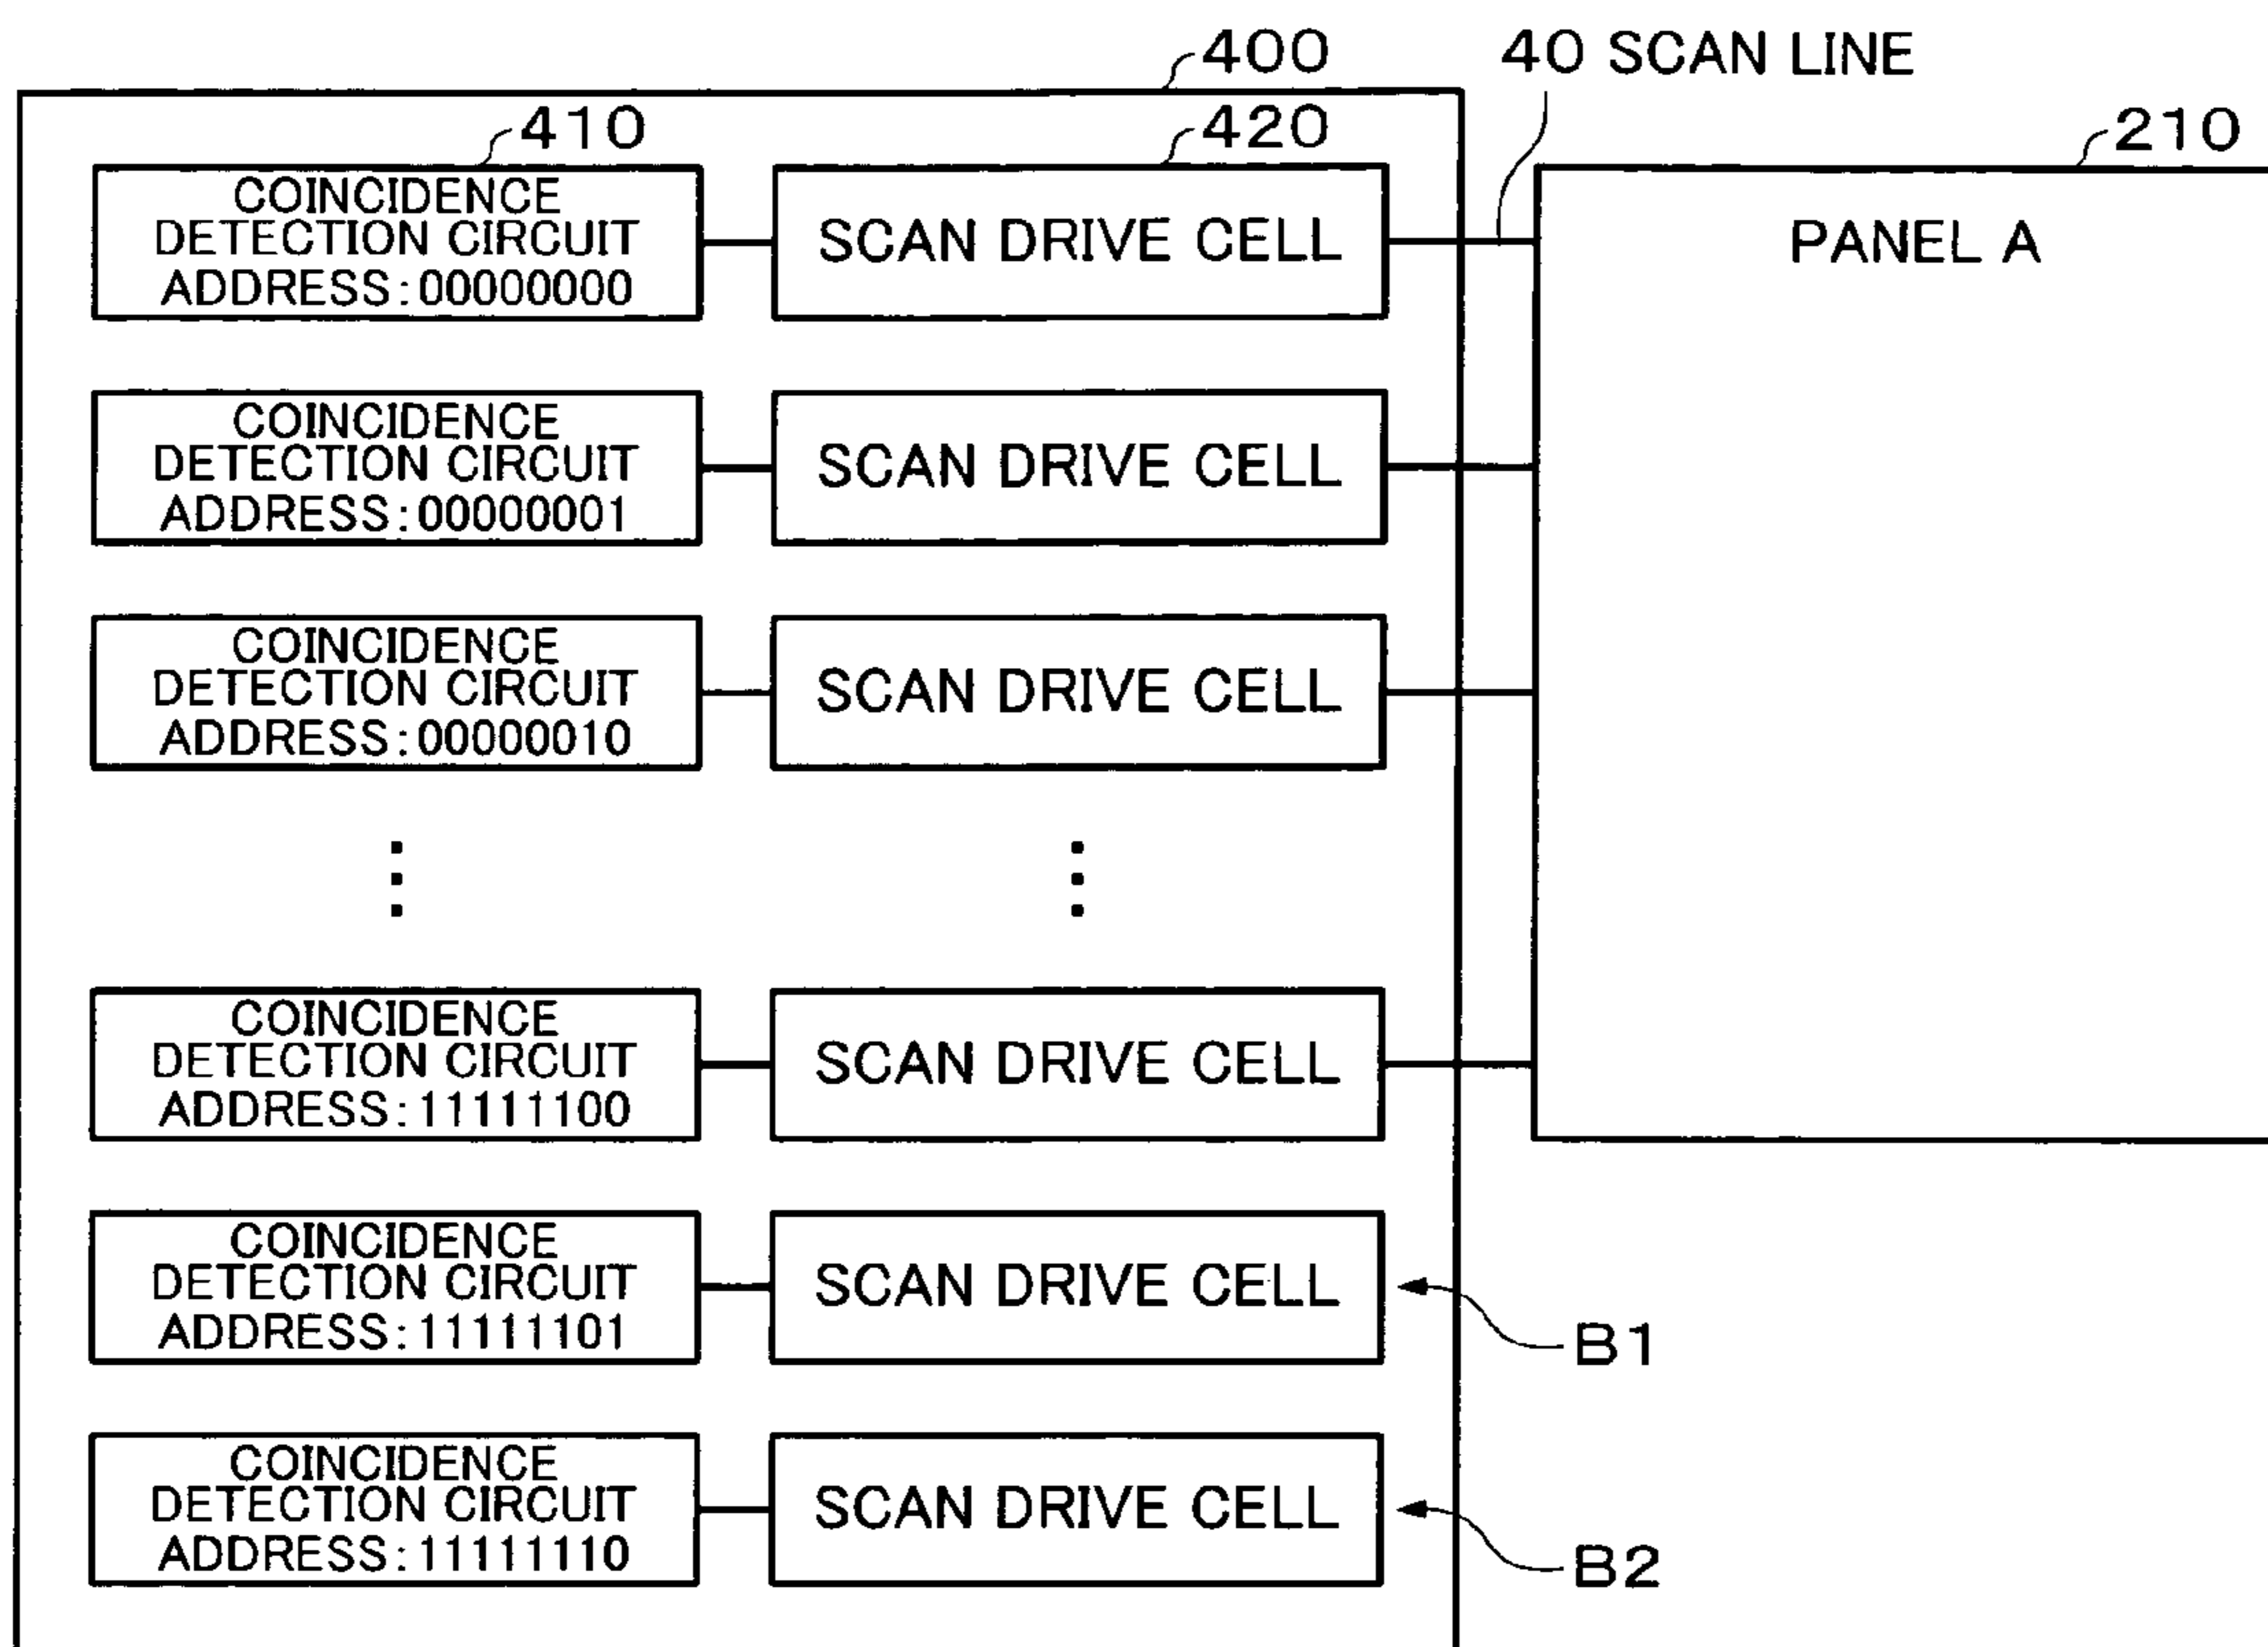 400
40 SCAN LINE
410
420
210
COINCIDENCE
DETECTION CIRCUIT
ADDRESS:00000000
SCAN DRIVE CELL
PANEL A
COINCIDENCE
DETECTION CIRCUIT
ADDRESS:00000001
SCAN DRIVE CELL
COINCIDENCE
DETECTION CIRCUIT
ADDRESS:00000010
SCAN DRIVE CELL
COINCIDENCE
DETECTION CIRCUIT
ADDRESS:11111100
SCAN DRIVE CELL
COINCIDENCE
DETECTION CIRCUIT
ADDRESS:11111101
SCAN DRIVE CELL
B1
COINCIDENCE
DETECTION CIRCUIT
ADDRESS:11111110
SCAN DRIVE CELL
B2